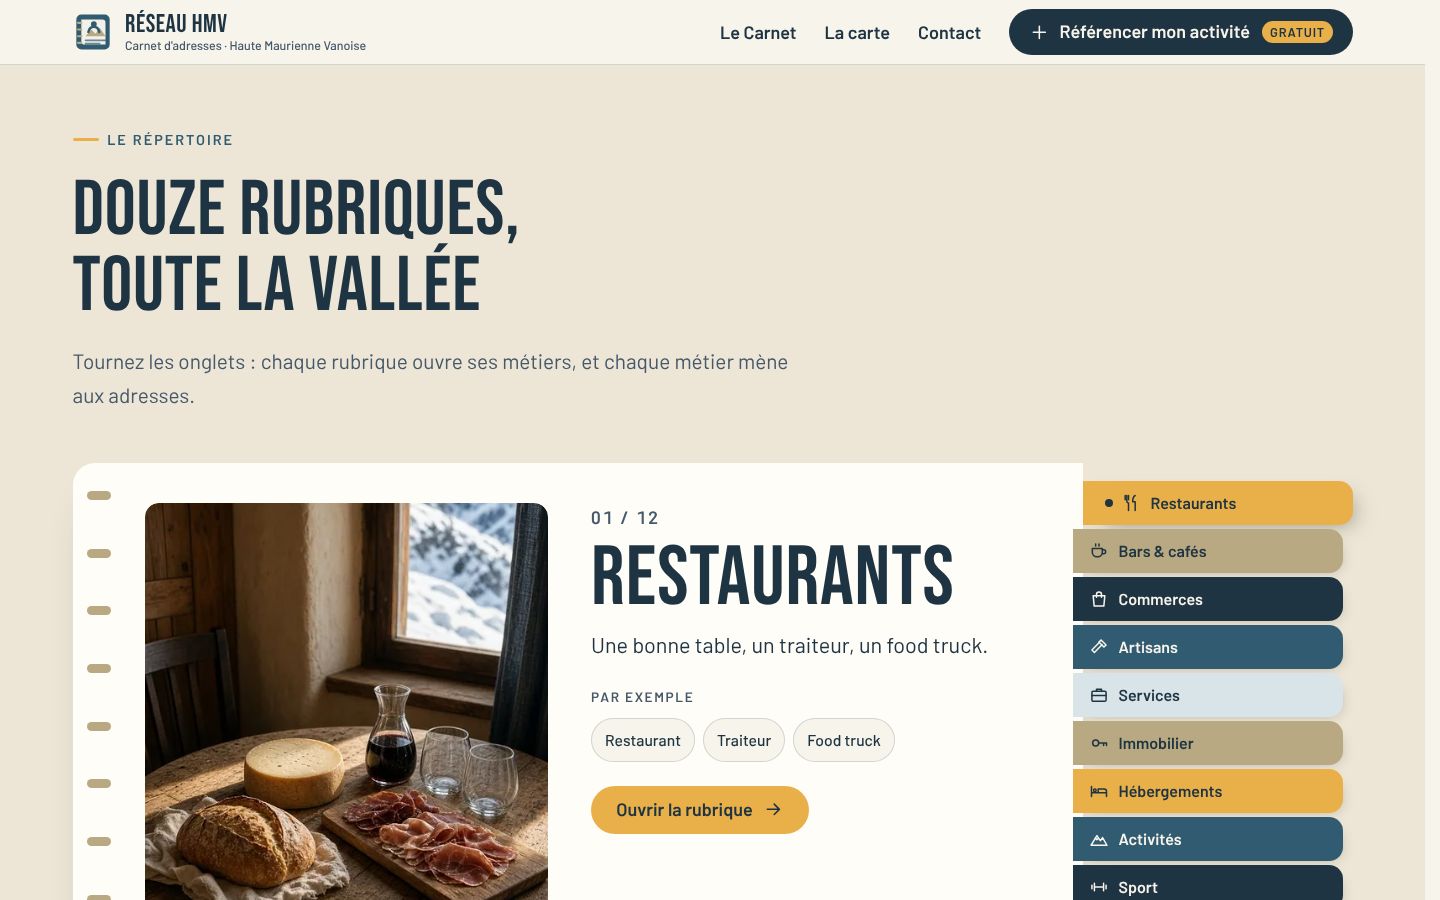 RÉSEAU HMV
Carnet d'adresses · Haute Maurienne Vanoise
Le Carnet
La carte
Contact
Référencer mon activité
GRATUIT
LE RÉPERTOIRE
DOUZE RUBRIQUES,
TOUTE LA VALLÉE
Tournez les onglets : chaque rubrique ouvre ses métiers, et chaque métier mène
aux adresses.
01 / 12
RESTAURANTS
Une bonne table, un traiteur, un food truck.
PAR EXEMPLE
Restaurant
Traiteur
Food truck
Ouvrir la rubrique
Restaurants
Bars & cafés
Commerces
Artisans
Services
Immobilier
Hébergements
Activités
Sport